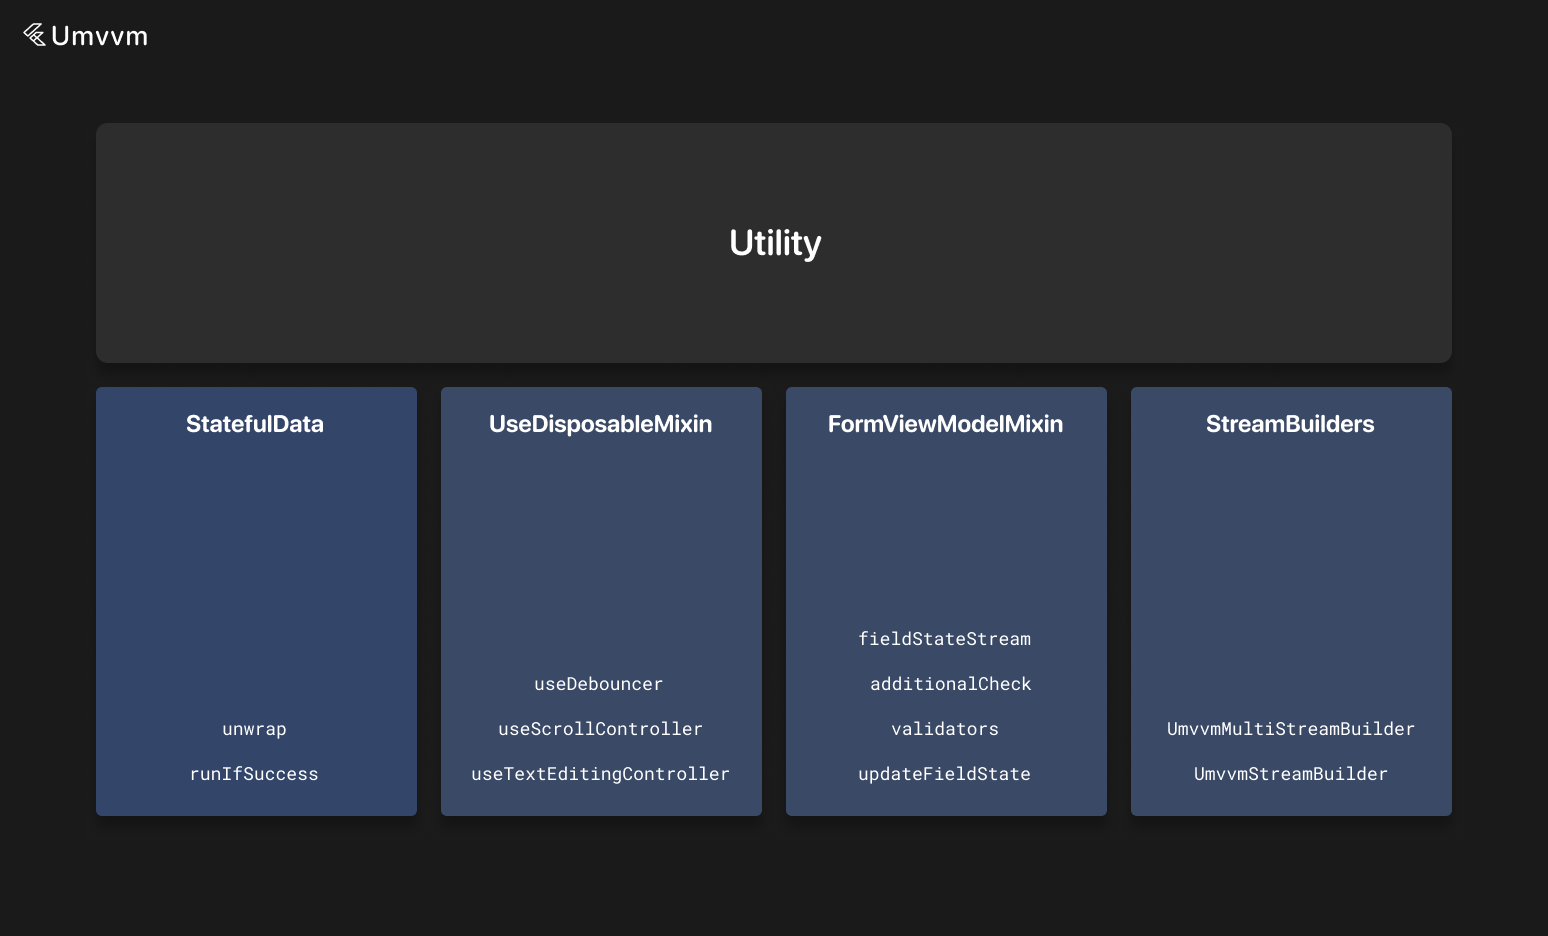 Umvvm
Utility
StatefulData
unwrap
runIfSuccess
UseDisposableMixin
useDebouncer
useScrollController
useTextEditingController
FormViewModelMixin
fieldStateStream
additionalCheck
validators
updateFieldState
StreamBuilders
UmvvmMultiStreamBuilder
UmvvmStreamBuilder